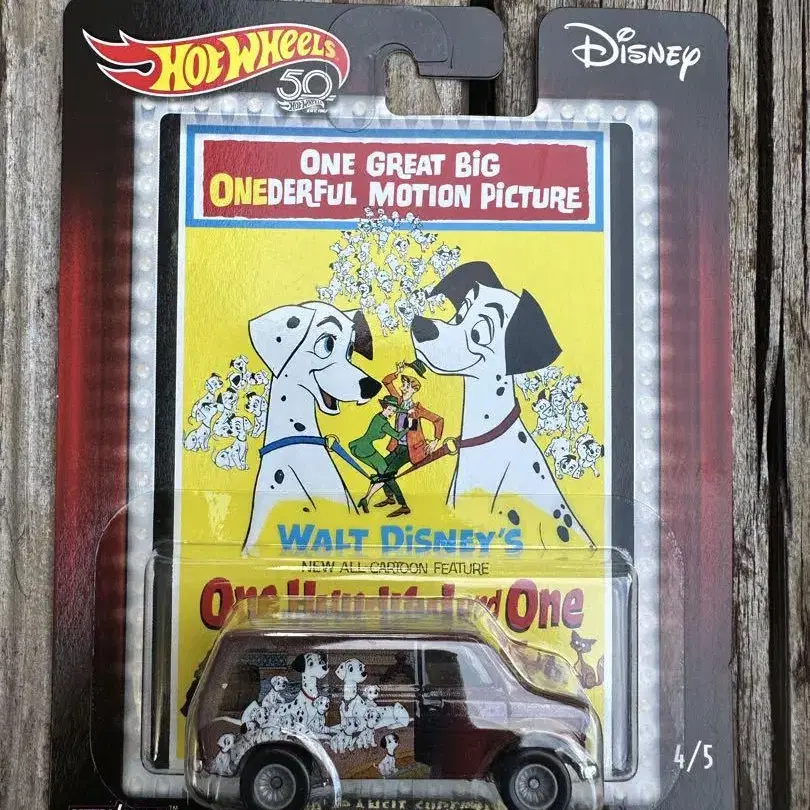 HOT WHEELS
50
Disney
ONE GREAT BIG
ONEDERFUL MOTION PICTURE
WALT DISNEY'S
NEW ALL-CARTOON FEATURE
One Hundred and One
4/5
TM